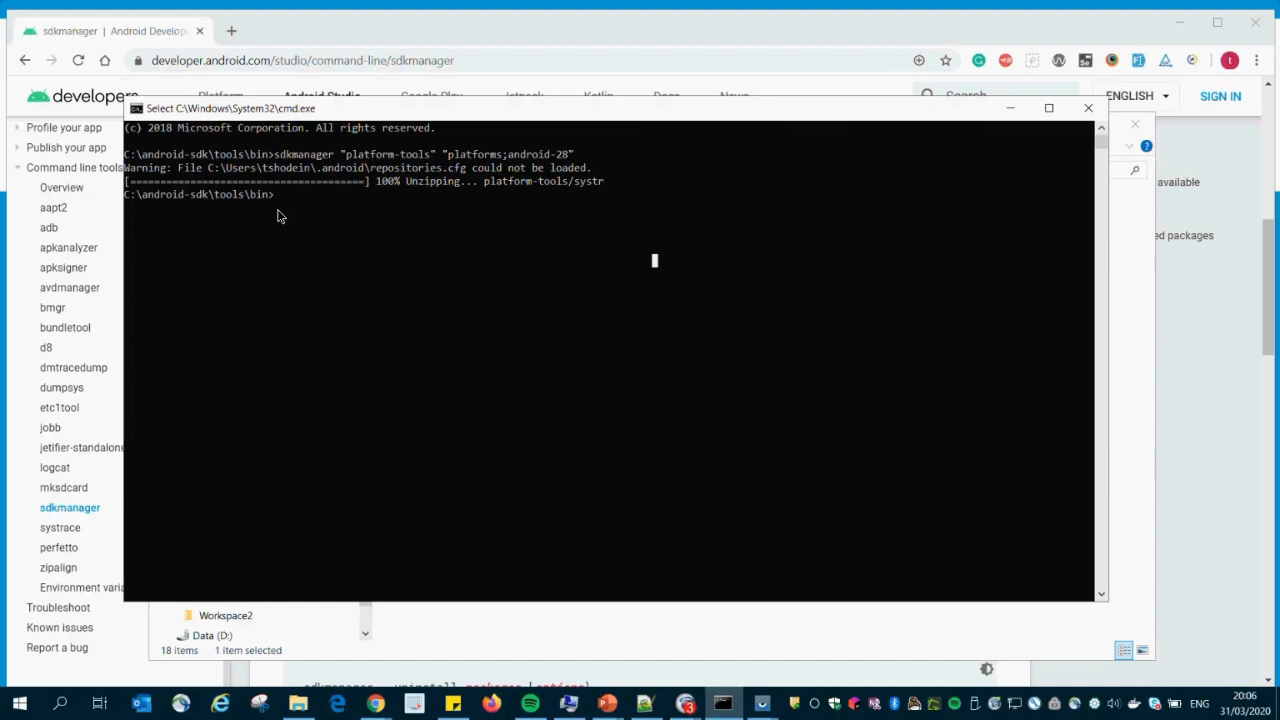 sdkmanager | Android Develop
developer.android.com/studio/command-line/sdkmanager
developers
ENGLISH
SIGN IN
Select C:\Windows\System32\cmd.exe
(c) 2018 Microsoft Corporation. All rights reserved.
C:\android-sdk\tools\bin>sdkmanager "platform-tools" "platforms;android-28"
Warning: File C:\Users\tshodein\.android\repositories.cfg could not be loaded.
[=======================================] 100% Unzipping... platform-tools/systr
C:\android-sdk\tools\bin>
Profile your app
Publish your app
Command line tools
Overview
aapt2
adb
apkanalyzer
apksigner
avdmanager
bmgr
bundletool
d8
dmtracedump
dumpsys
etc1tool
jobb
jetifier-standalone
logcat
mksdcard
sdkmanager
systrace
perfetto
zipalign
Environment varia
Troubleshoot
Known issues
Report a bug
available
ed packages
Workspace2
Data (D:)
18 items 1 item selected
ENG
20:06
31/03/2020